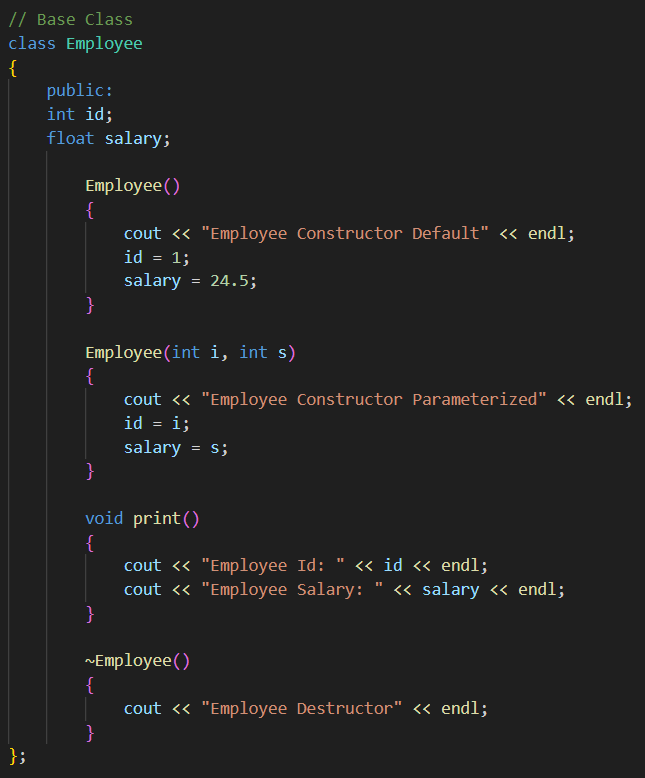 // Base Class
class Employee
{
    public:
    int id;
    float salary;

        Employee()
        {
            cout << "Employee Constructor Default" << endl;
            id = 1;
            salary = 24.5;
        }

        Employee(int i, int s)
        {
            cout << "Employee Constructor Parameterized" << endl;
            id = i;
            salary = s;
        }

        void print()
        {
            cout << "Employee Id: " << id << endl;
            cout << "Employee Salary: " << salary << endl;
        }

        ~Employee()
        {
            cout << "Employee Destructor" << endl;
        }
};